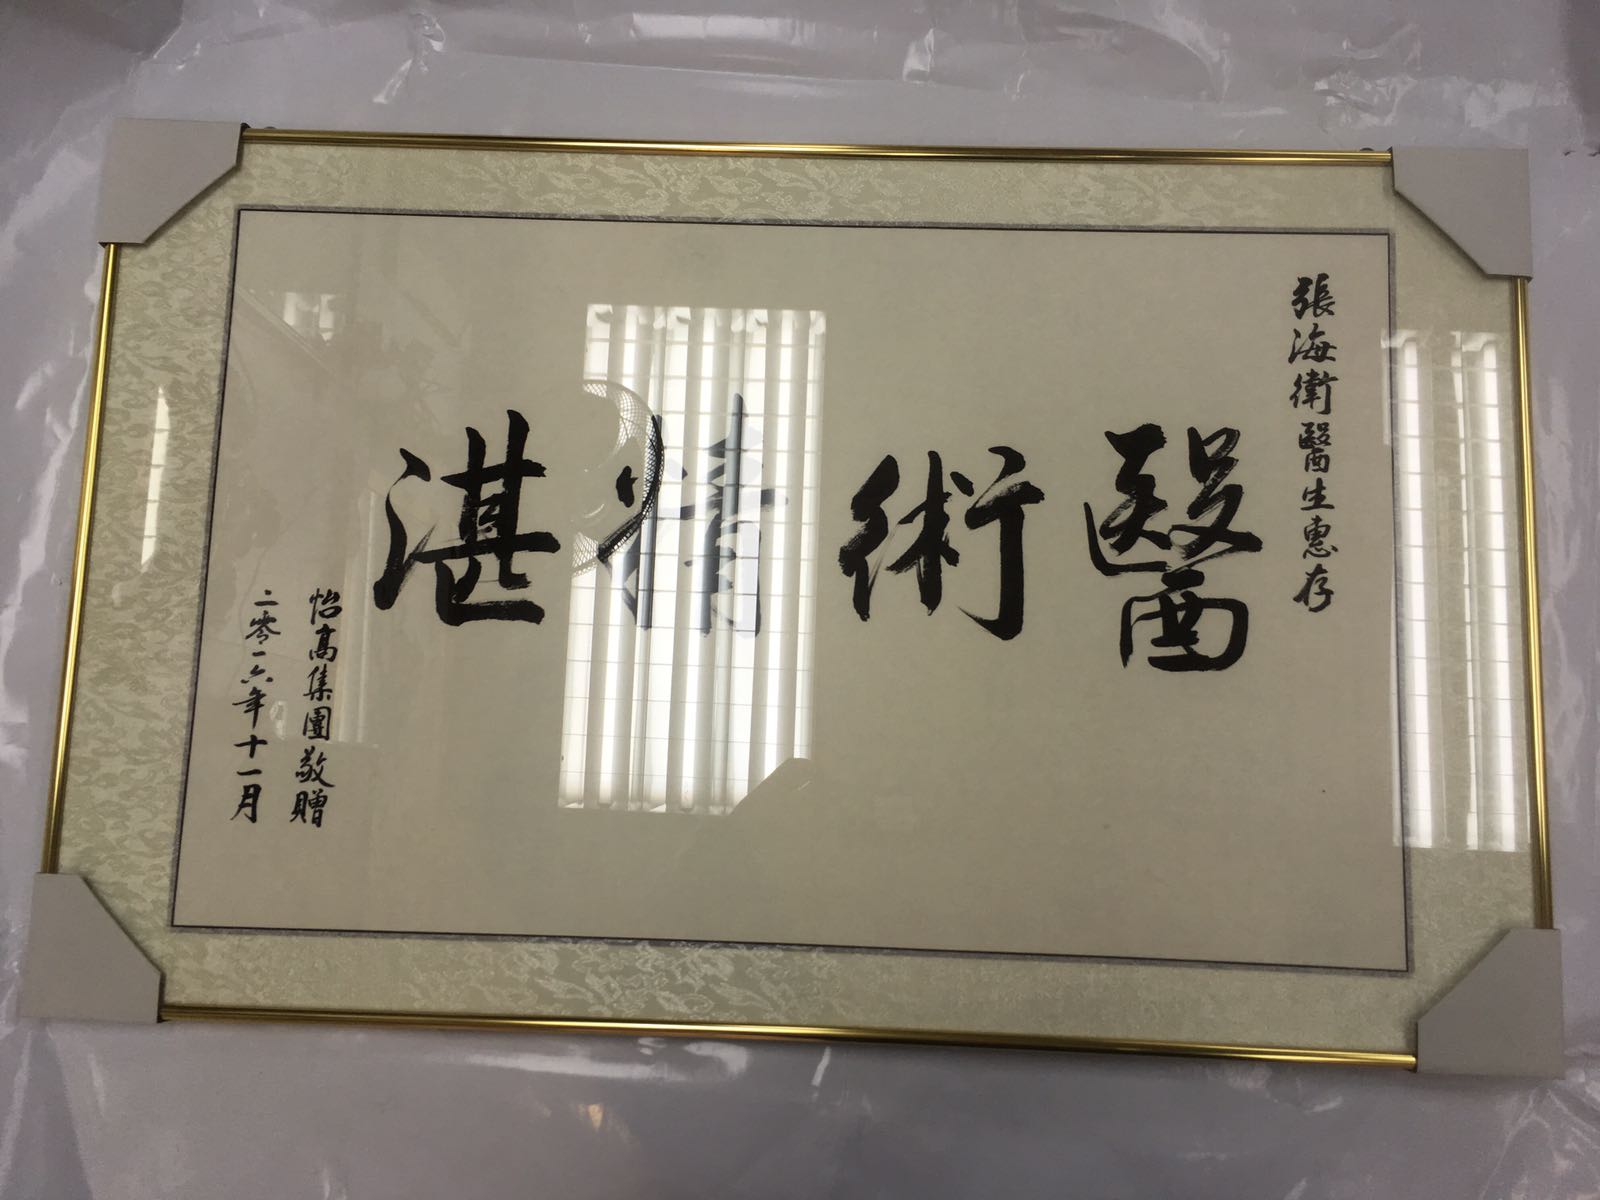 張海衛醫生惠存
醫術精湛
怡高集團敬贈
二零一六年十一月